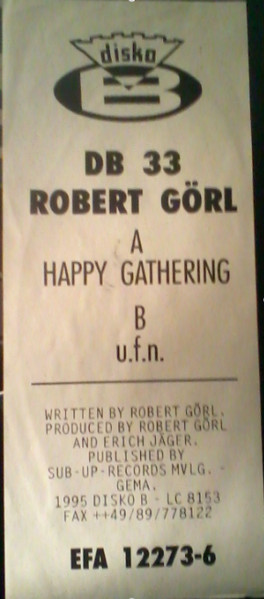 disko
B
DB 33
ROBERT GÖRL
A
HAPPY GATHERING
B
u.f.n.
WRITTEN BY ROBERT GÖRL.
PRODUCED BY ROBERT GÖRL
AND ERICH JÄGER.
PUBLISHED BY
SUB-UP-RECORDS MVLG. -
GEMA.
1995 DISKO B - LC 8153
FAX ++49/89/778122
EFA 12273-6